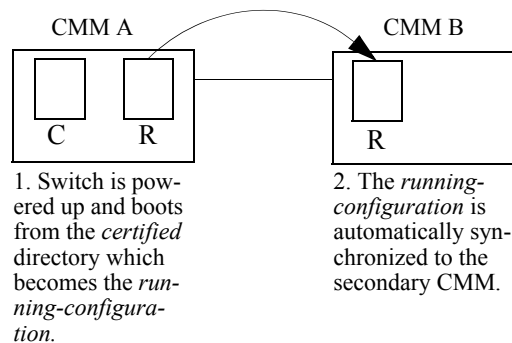 CMM A
CMM B
C
R
R
1. Switch is pow-
ered up and boots
from the certified
directory which
becomes the run-
ning-configura-
tion.
2. The running-
configuration is
automatically syn-
chronized to the
secondary CMM.